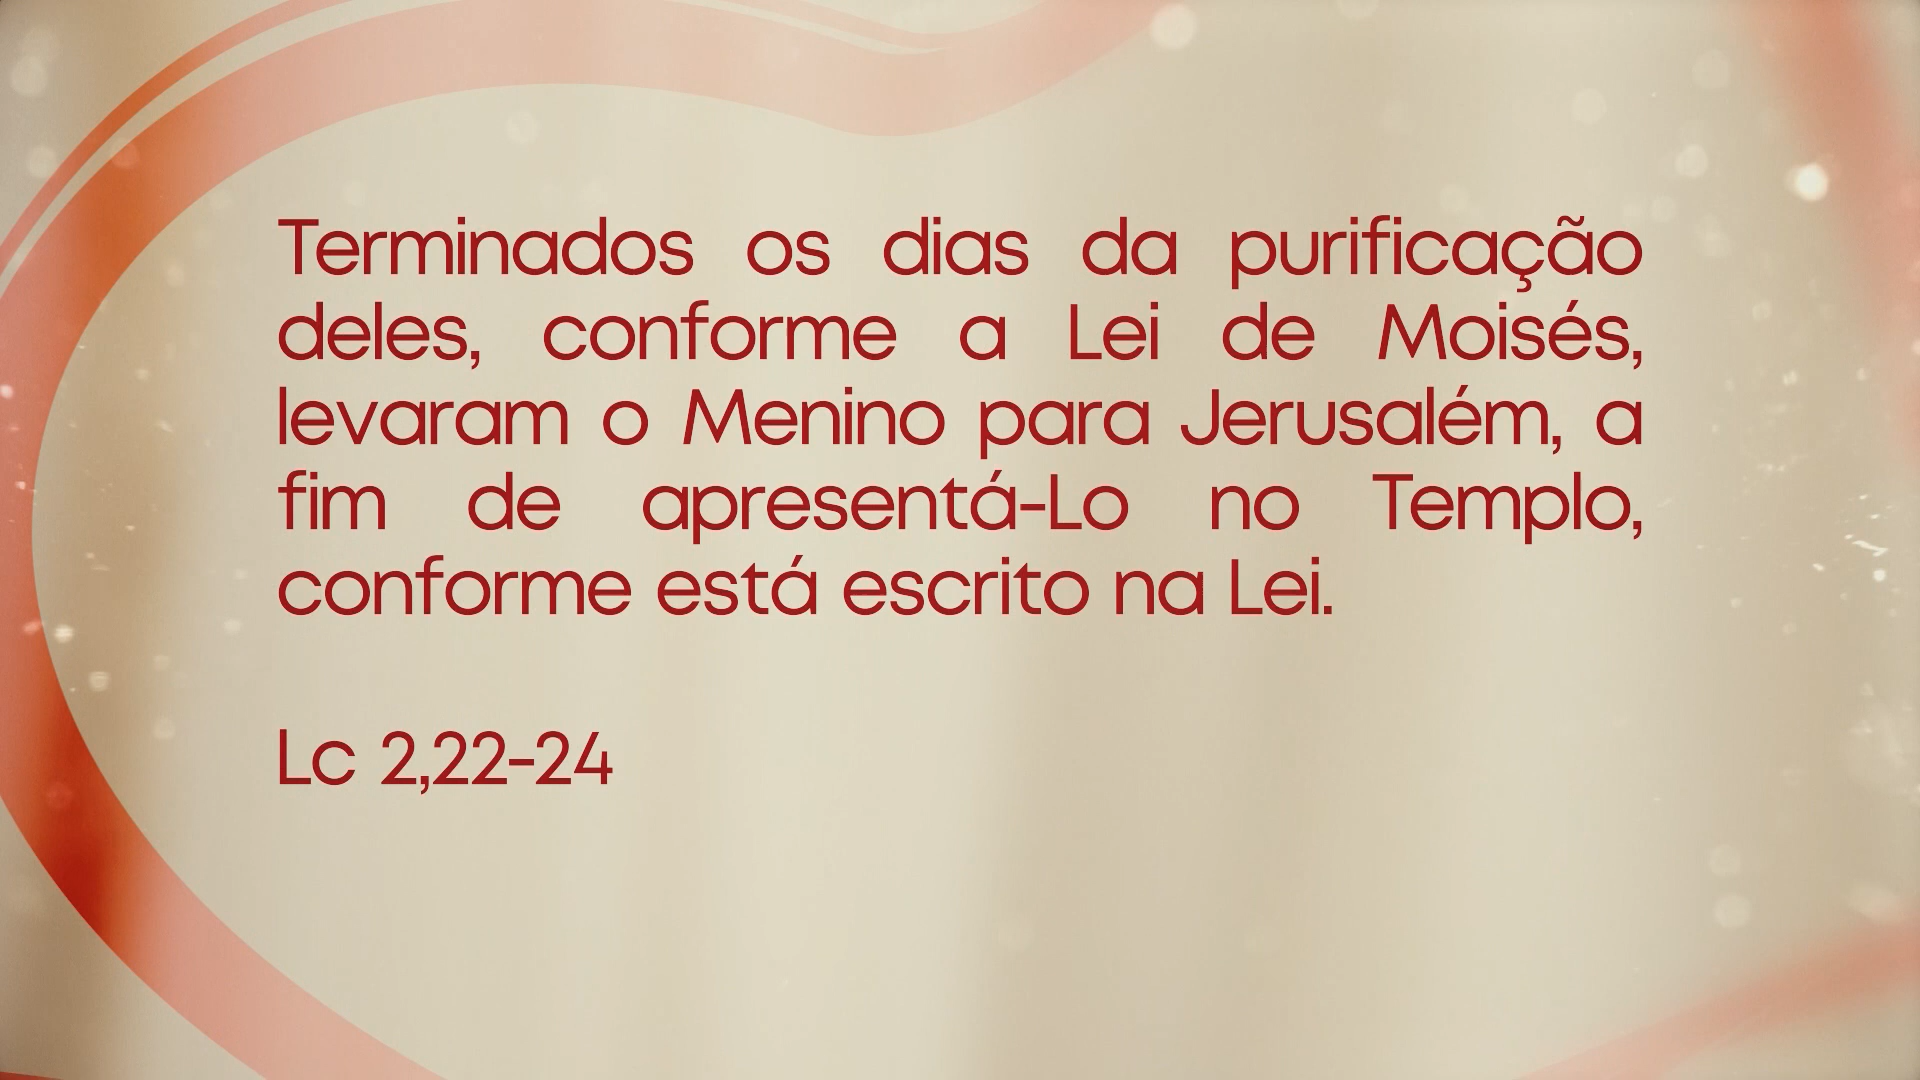 Terminados os dias da purificação
deles, conforme a Lei de Moisés,
levaram o Menino para Jerusalém, a
fim de apresentá-Lo no Templo,
conforme está escrito na Lei.
Lc 2,22-24